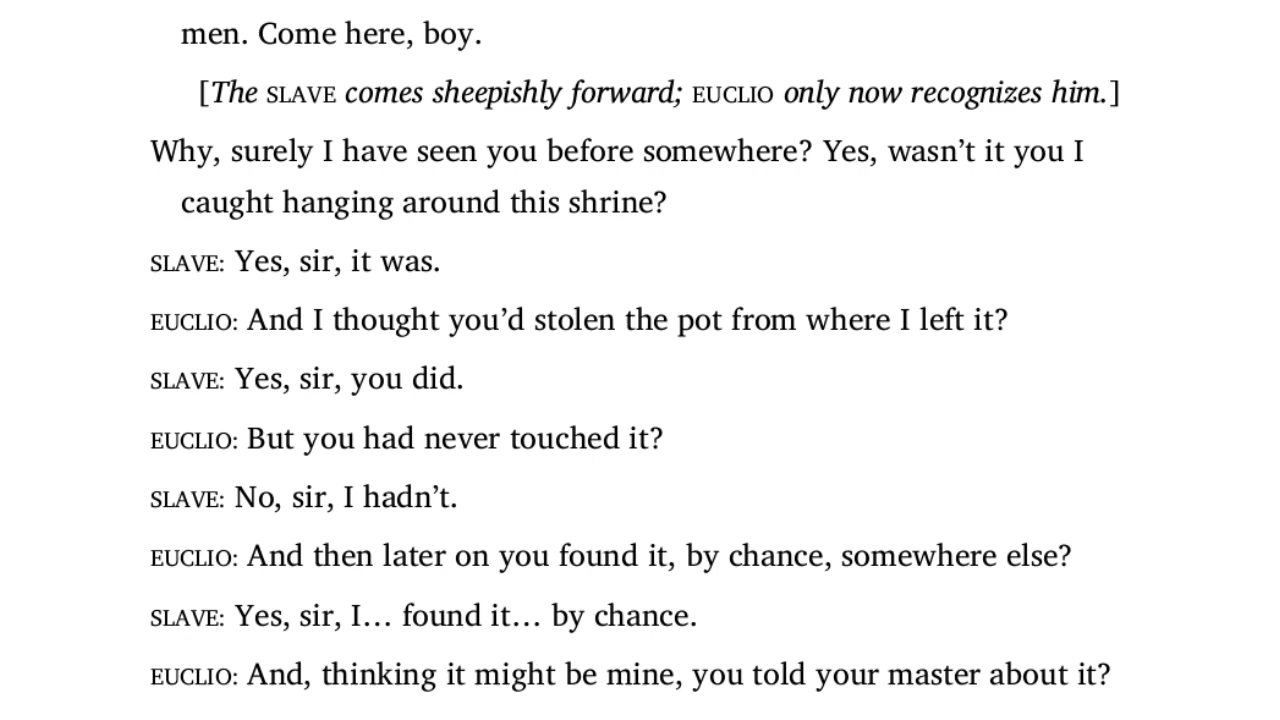 men. Come here, boy.
[The SLAVE comes sheepishly forward; EUCLIO only now recognizes him.]
Why, surely I have seen you before somewhere? Yes, wasn’t it you I
caught hanging around this shrine?
SLAVE: Yes, sir, it was.
EUCLIO: And I thought you’d stolen the pot from where I left it?
SLAVE: Yes, sir, you did.
EUCLIO: But you had never touched it?
SLAVE: No, sir, I hadn’t.
EUCLIO: And then later on you found it, by chance, somewhere else?
SLAVE: Yes, sir, I… found it… by chance.
EUCLIO: And, thinking it might be mine, you told your master about it?